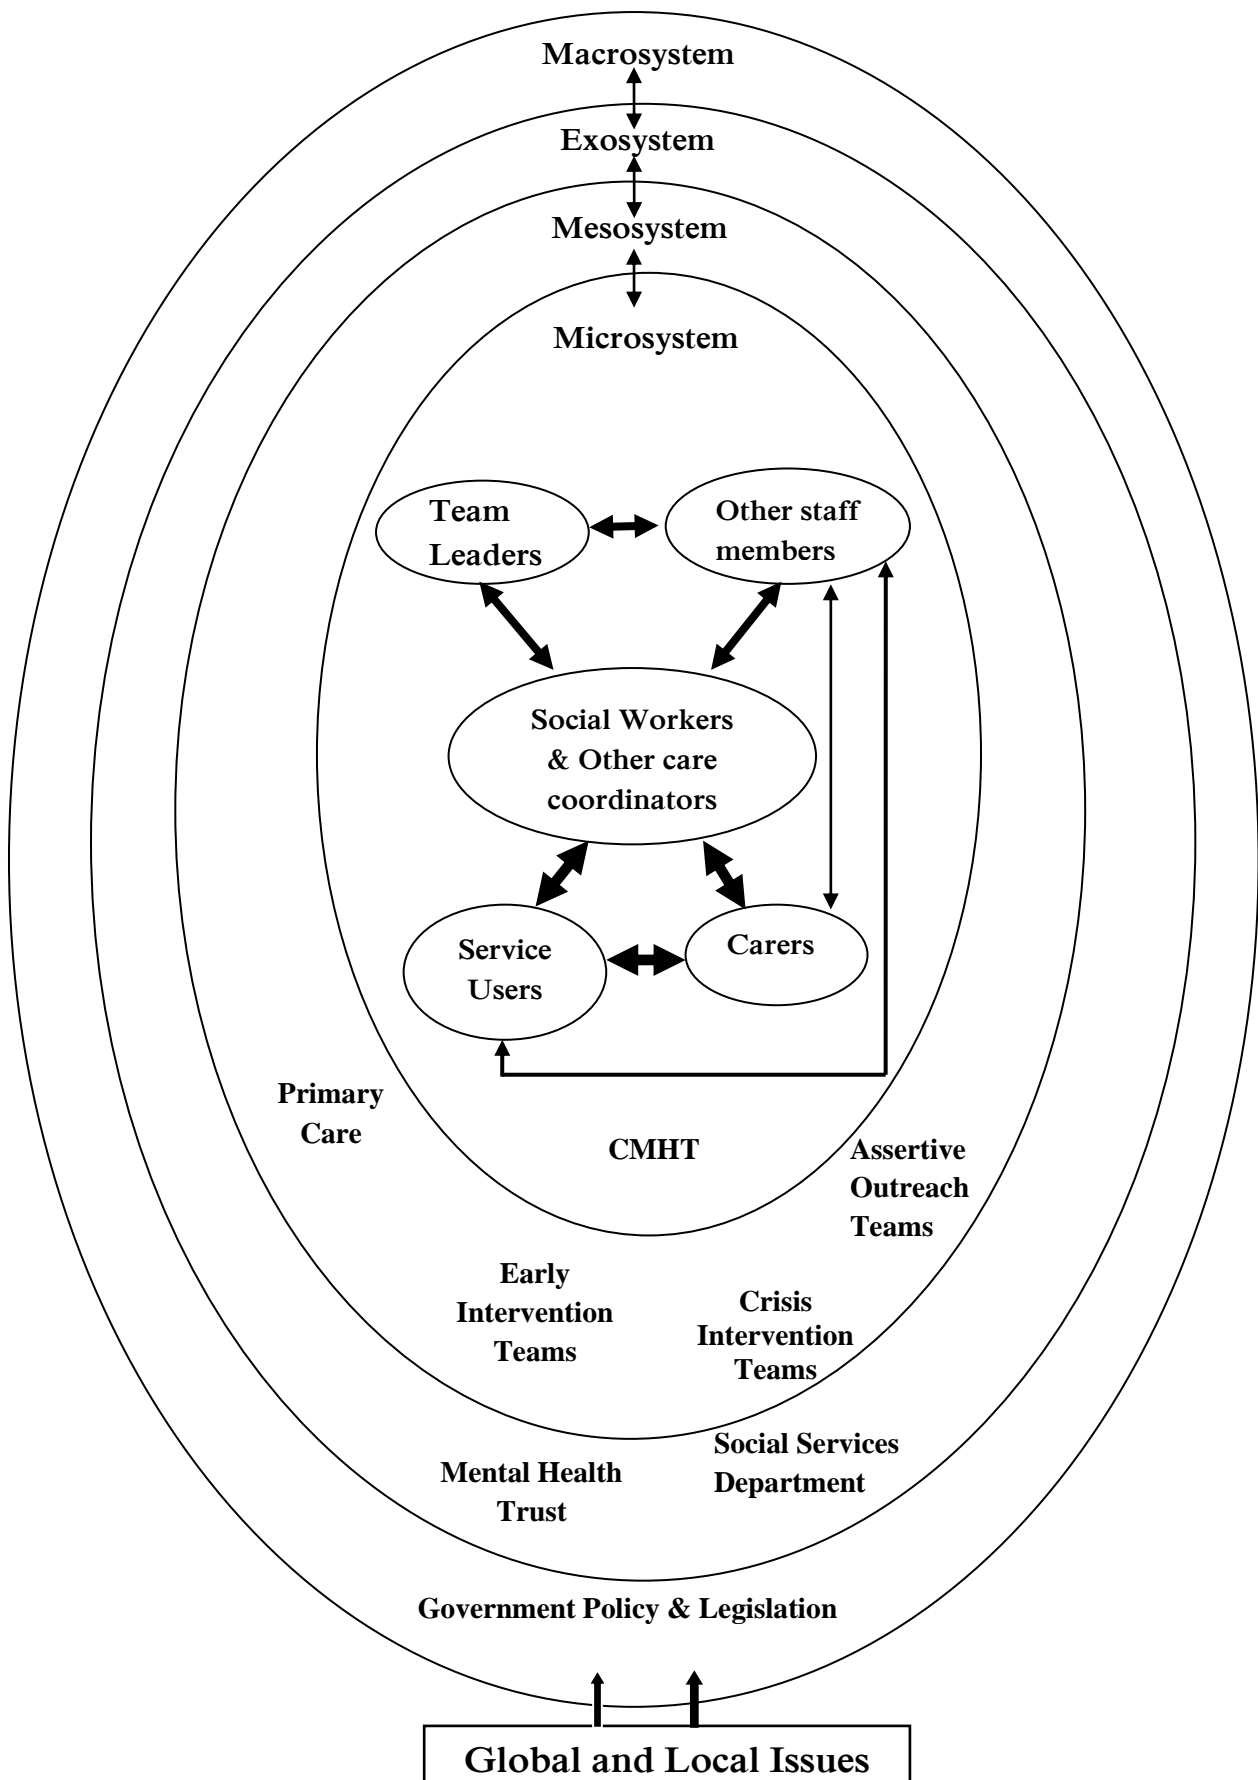 Macrosystem
Exosystem
Mesosystem
Microsystem
Team
Leaders
Other staff
members
Social Workers
& Other care
coordinators
Service
Users
Carers
Primary
Care
CMHT
Assertive
Outreach
Teams
Early
Intervention
Teams
Crisis
Intervention
Teams
Social Services
Department
Mental Health
Trust
Government Policy & Legislation
Global and Local Issues